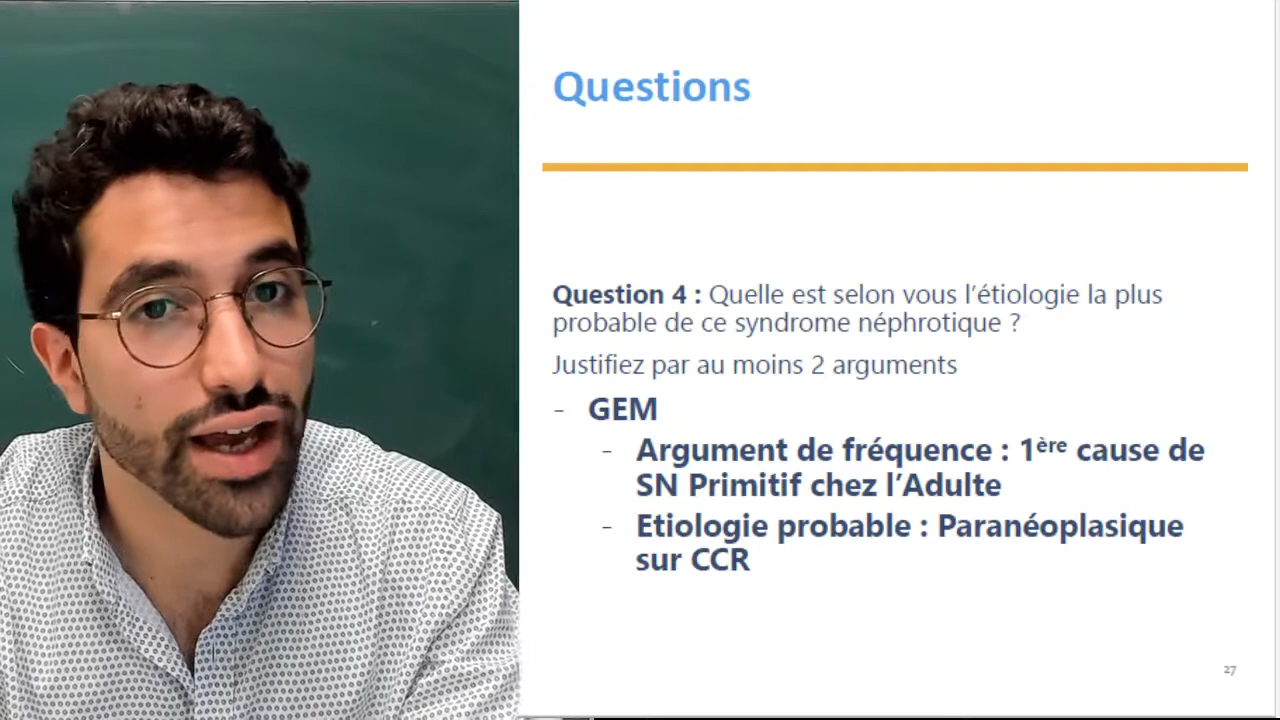 Questions
Question 4 : Quelle est selon vous l’étiologie la plus
probable de ce syndrome néphrotique ?
Justifiez par au moins 2 arguments
- GEM
- Argument de fréquence : 1ère cause de
SN Primitif chez l’Adulte
- Etiologie probable : Paranéoplasique
sur CCR
27